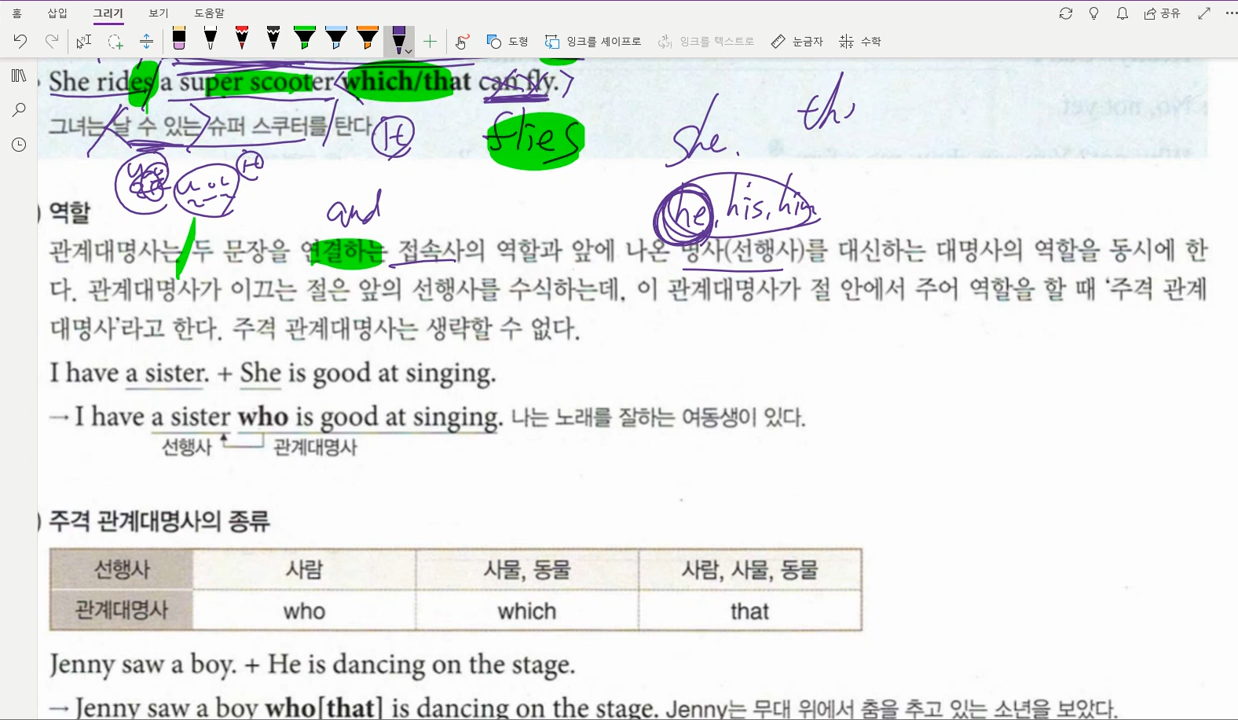 홈 삽입 그리기 보기 도움말 공유
도형 잉크를 셰이프로 잉크를 텍스트로 눈금자 수학
She rides a super scooter which/that can fly.
그녀는 날 수 있는 슈퍼 스쿠터를 탄다
It flies she.
and he, his, him
역할
관계대명사는 두 문장을 연결하는 접속사의 역할과 앞에 나온 명사(선행사)를 대신하는 대명사의 역할을 동시에 한
다. 관계대명사가 이끄는 절은 앞의 선행사를 수식하는데, 이 관계대명사가 절 안에서 주어 역할을 할 때 ‘주격 관계
대명사’라고 한다. 주격 관계대명사는 생략할 수 없다.
I have a sister. + She is good at singing.
→ I have a sister who is good at singing. 나는 노래를 잘하는 여동생이 있다.
선행사 관계대명사
주격 관계대명사의 종류
선행사 사람 사물, 동물 사람, 사물, 동물
관계대명사 who which that
Jenny saw a boy. + He is dancing on the stage.
→ Jenny saw a boy who[that] is dancing on the stage. Jenny는 무대 위에서 춤을 추고 있는 소년을 보았다.